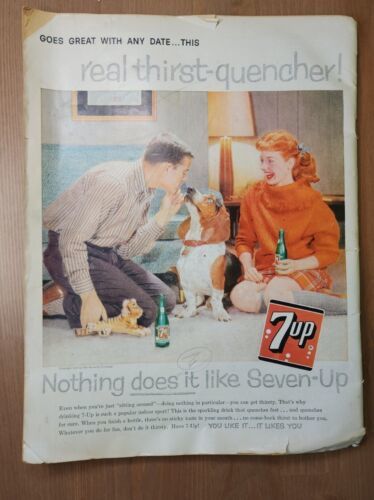 GOES GREAT WITH ANY DATE...THIS
real thirst-quencher!
7up
Nothing does it like Seven-Up
Even when you're just "sitting around"—doing nothing in particular—you can get thirsty. That's why
drinking 7-Up is such a popular indoor sport! This is the sparkling drink that quenches fast . . . and quenches
for sure. When you finish a bottle, there's no sticky taste in your mouth . . . no come-back thirst to bother you.
Whatever you do for fun, don't do it thirsty. Have 7-Up! YOU LIKE IT...IT LIKES YOU